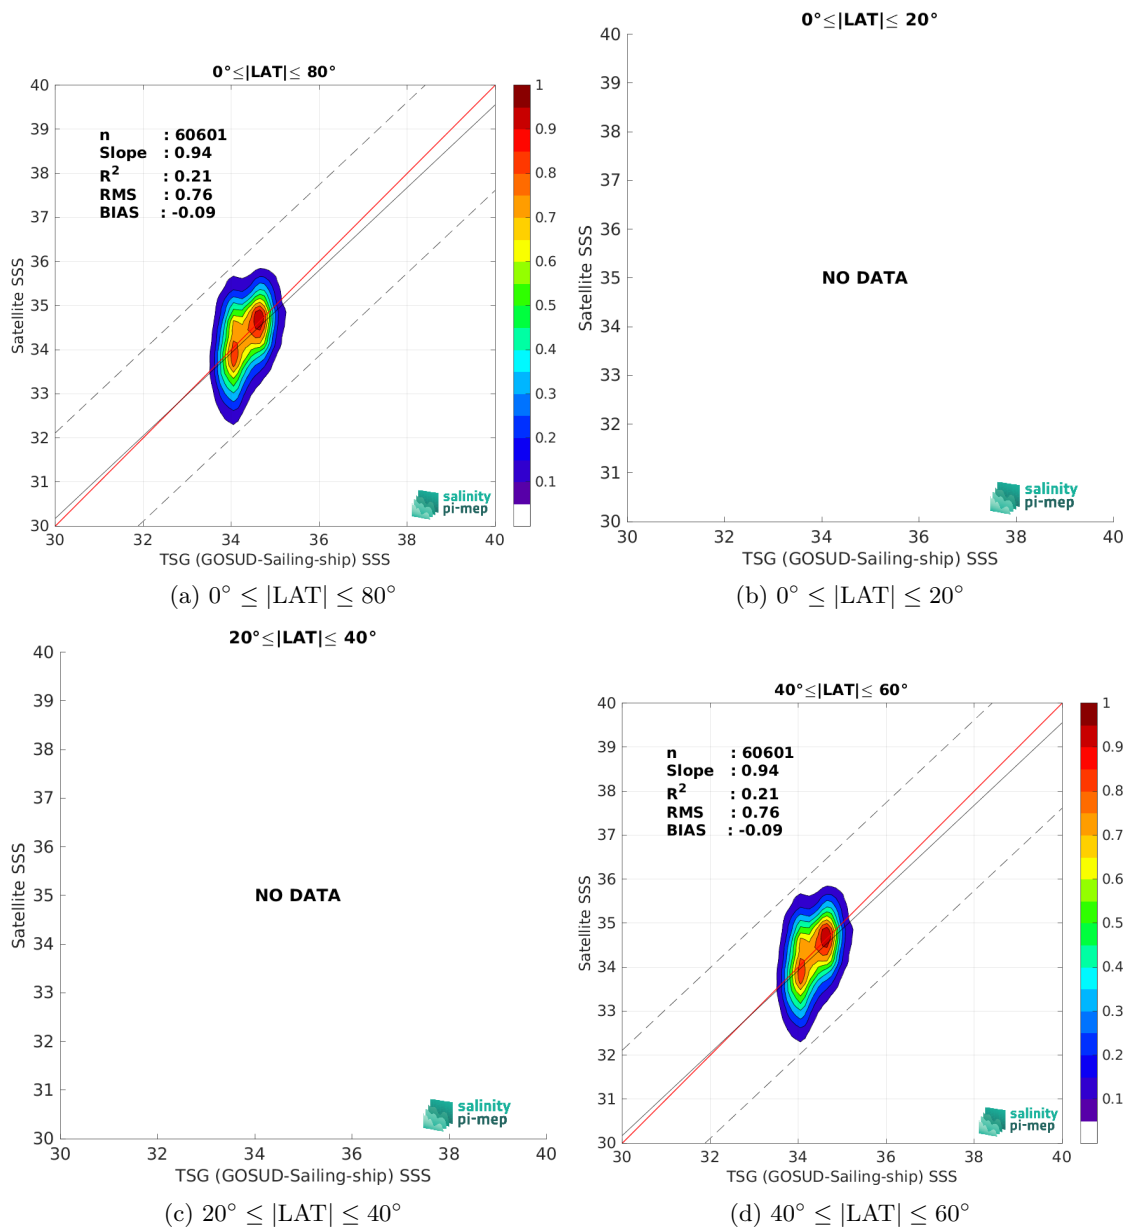 0°≤|LAT|≤ 80°
40
39
38
37
36
35
34
33
32
31
30
Satellite SSS
n : 60601
Slope : 0.94
R² : 0.21
RMS : 0.76
BIAS : -0.09
salinity
pi-mep
30 32 34 36 38 40
TSG (GOSUD-Sailing-ship) SSS
1
0.9
0.8
0.7
0.6
0.5
0.4
0.3
0.2
0.1
(a) 0° ≤ |LAT| ≤ 80°
0°≤|LAT|≤ 20°
40
39
38
37
36
35
34
33
32
31
30
Satellite SSS
NO DATA
salinity
pi-mep
30 32 34 36 38 40
TSG (GOSUD-Sailing-ship) SSS
(b) 0° ≤ |LAT| ≤ 20°
20°≤|LAT|≤ 40°
40
39
38
37
36
35
34
33
32
31
30
Satellite SSS
NO DATA
salinity
pi-mep
30 32 34 36 38 40
TSG (GOSUD-Sailing-ship) SSS
(c) 20° ≤ |LAT| ≤ 40°
40°≤|LAT|≤ 60°
40
39
38
37
36
35
34
33
32
31
30
Satellite SSS
n : 60601
Slope : 0.94
R² : 0.21
RMS : 0.76
BIAS : -0.09
salinity
pi-mep
30 32 34 36 38 40
TSG (GOSUD-Sailing-ship) SSS
1
0.9
0.8
0.7
0.6
0.5
0.4
0.3
0.2
0.1
(d) 40° ≤ |LAT| ≤ 60°